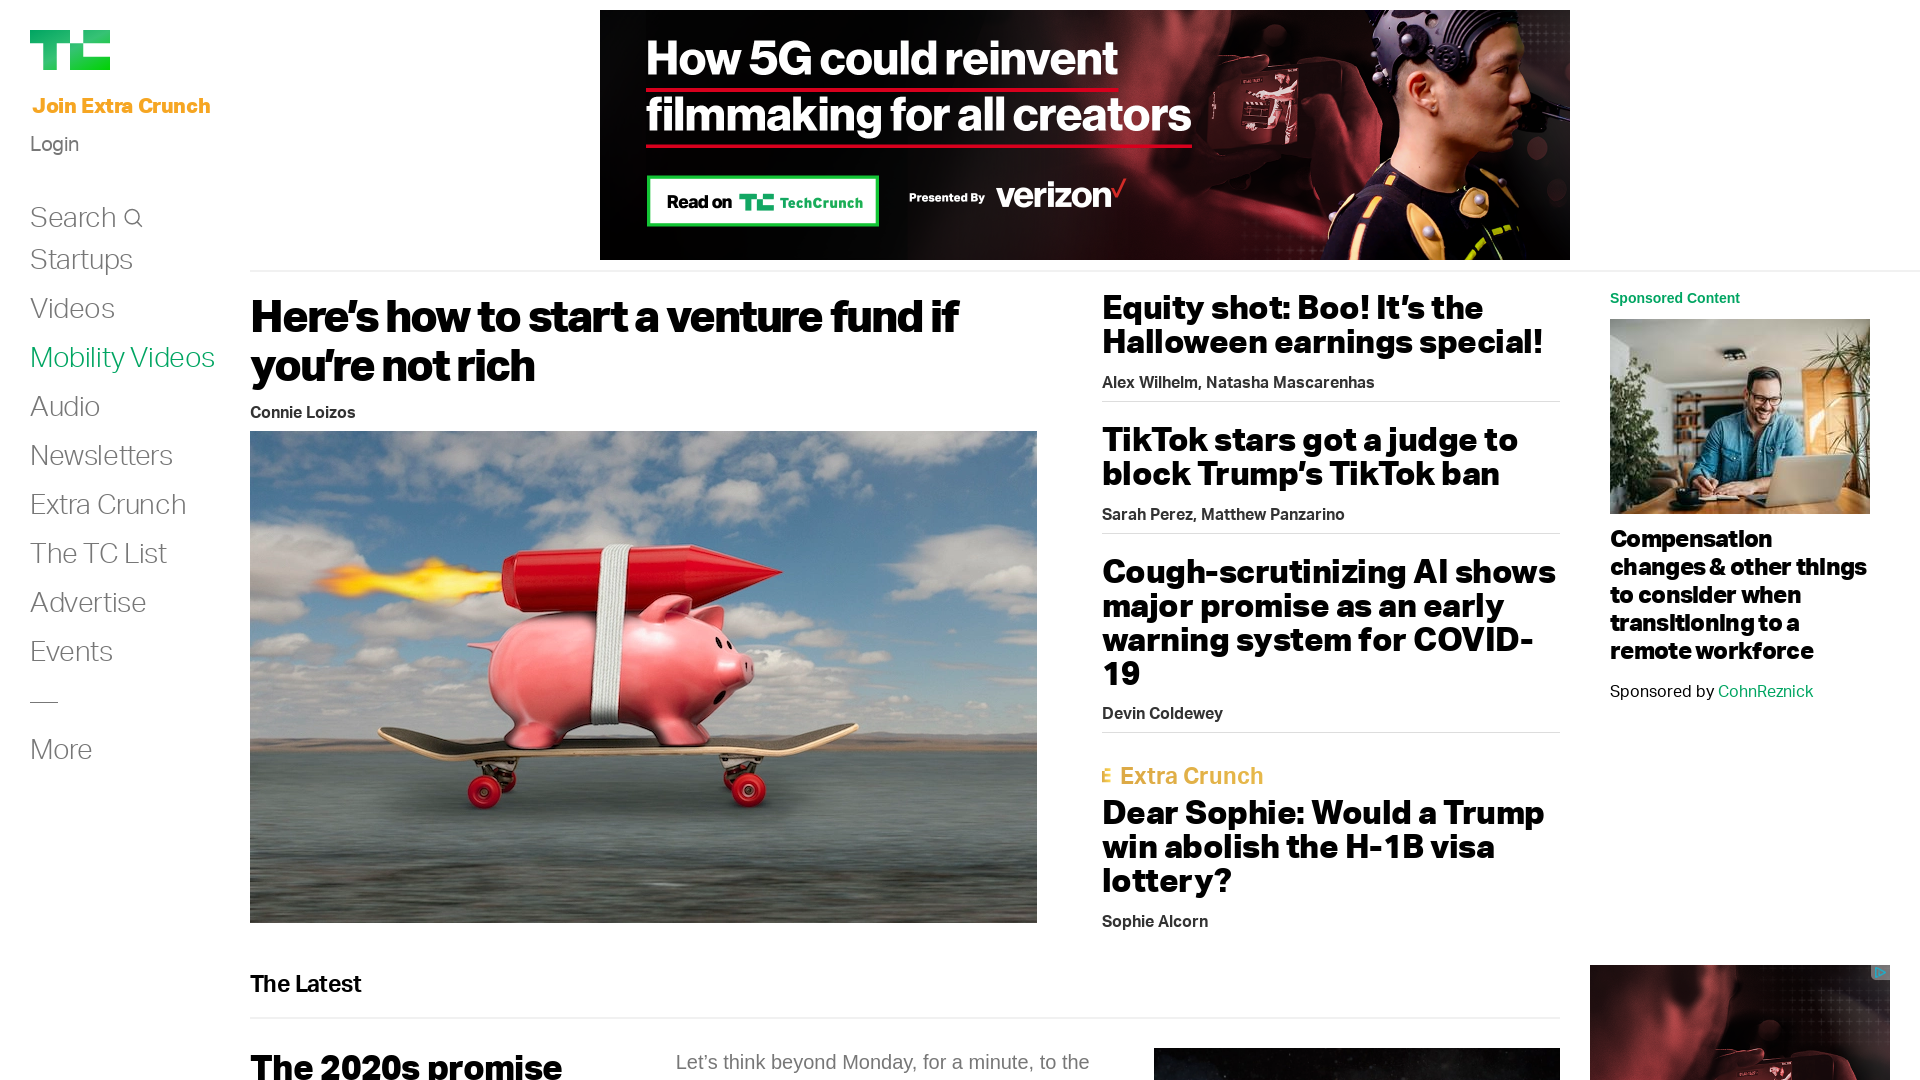 Join Extra Crunch
Login
Search
Startups
Videos
Mobility Videos
Audio
Newsletters
Extra Crunch
The TC List
Advertise
Events
—
More
How 5G could reinvent
filmmaking for all creators
Read on TC TechCrunch
Presented By verizon✓
Here’s how to start a venture fund if
you’re not rich
Connie Loizos
Equity shot: Boo! It’s the
Halloween earnings special!
Alex Wilhelm, Natasha Mascarenhas
TikTok stars got a judge to
block Trump’s TikTok ban
Sarah Perez, Matthew Panzarino
Cough-scrutinizing AI shows
major promise as an early
warning system for COVID-
19
Devin Coldewey
Extra Crunch
Dear Sophie: Would a Trump
win abolish the H-1B visa
lottery?
Sophie Alcorn
Sponsored Content
Compensation
changes & other things
to consider when
transitioning to a
remote workforce
Sponsored by CohnReznick
The Latest
The 2020s promise
Let’s think beyond Monday, for a minute, to the